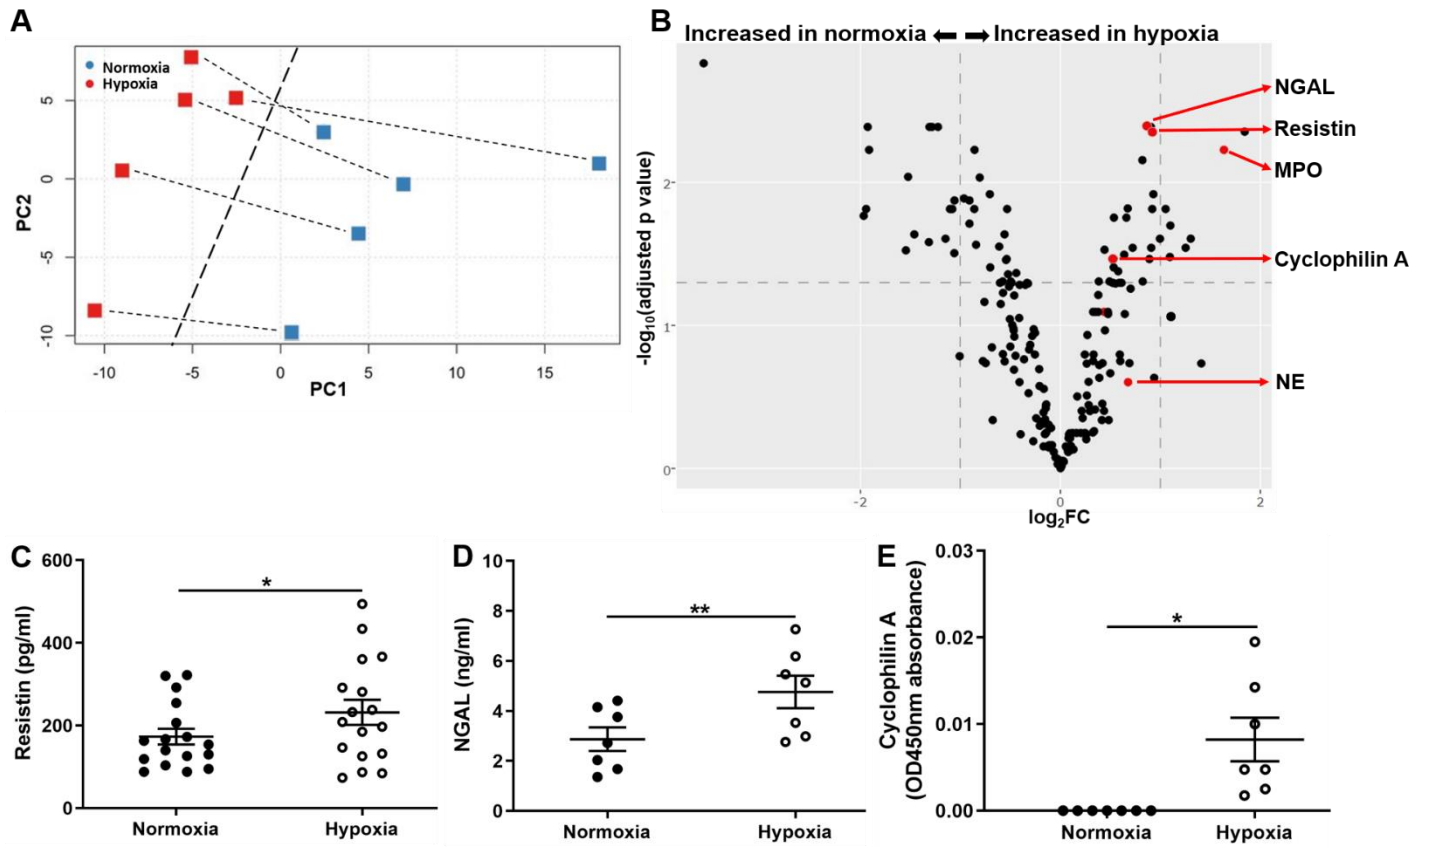 A
Normoxia
Hypoxia
5
0
-5
-10
PC2
-10
-5
0
5
10
15
PC1
B
Increased in normoxia
Increased in hypoxia
NGAL
Resistin
MPO
Cyclophilin A
NE
2
1
0
-log10(adjusted p value)
-2
0
2
log2FC
C
600
400
200
0
Resistin (pg/ml)
*
Normoxia
Hypoxia
D
10
8
6
4
2
0
NGAL (ng/ml)
**
Normoxia
Hypoxia
E
0.03
0.02
0.01
0.00
Cyclophilin A
(OD450nm absorbance)
*
Normoxia
Hypoxia